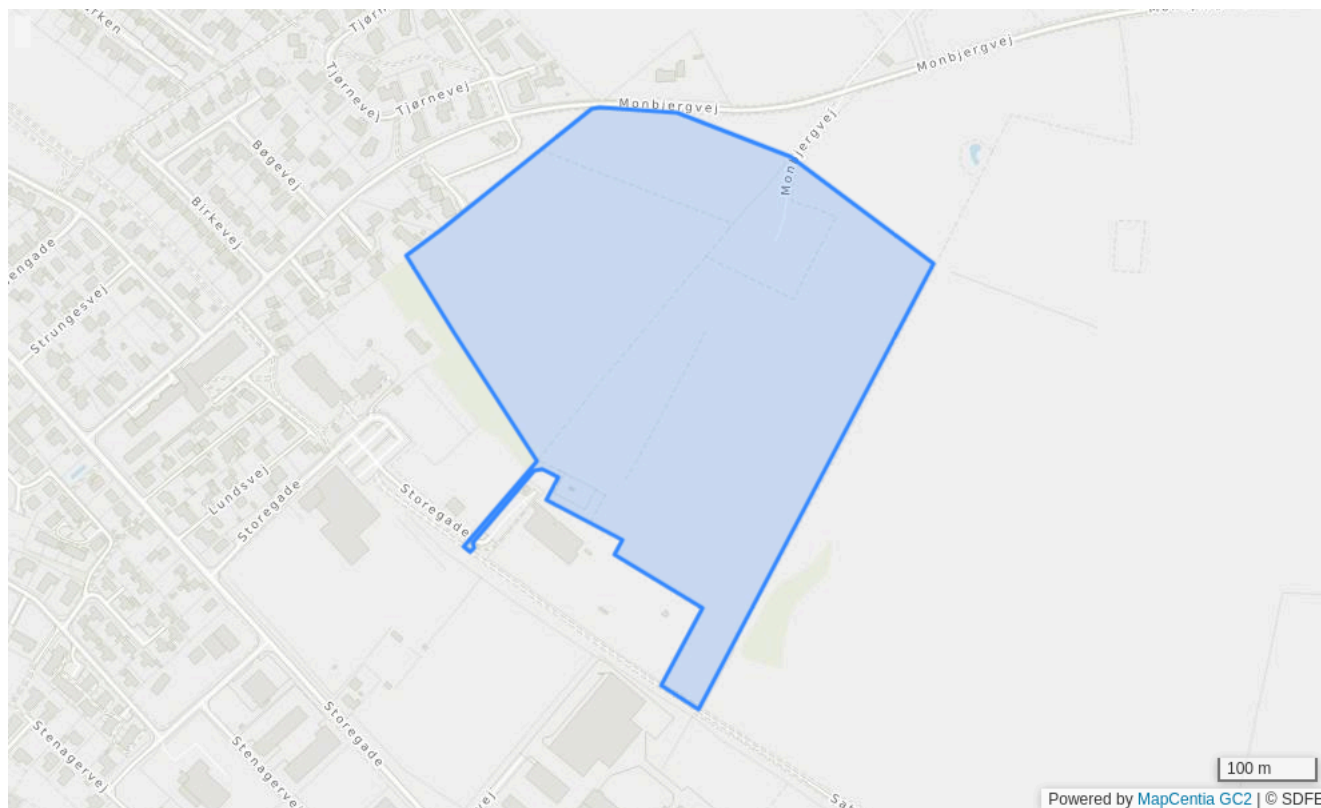 Tjørnevej
Monbjergvej
Tjørnevej
Tjørnevej
Monbjergvej
Monbjergvej
Bøgevej
Birkevej
Strungesvej
Lundsvej
Storegade
Storegade
Storegade
Stenagervej
Stenagervej
100 m
Powered by MapCentia GC2 | © SDFE